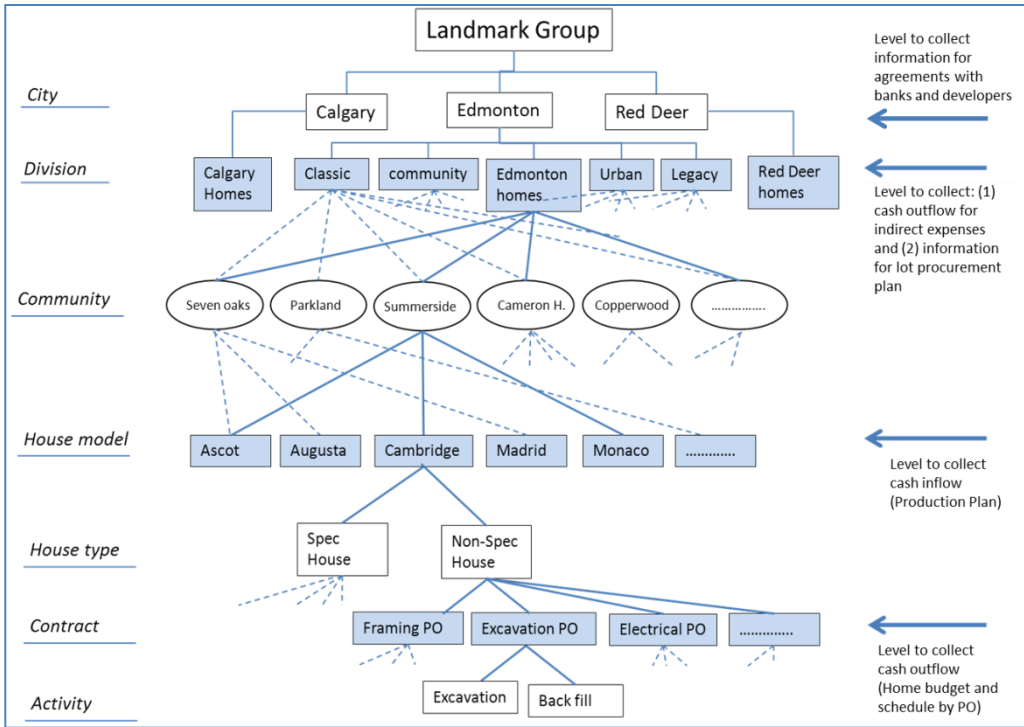 Landmark Group
Level to collect
information for
agreements with
banks and developers
City
Calgary
Edmonton
Red Deer
Division
Calgary
Homes
Classic
community
Edmonton
homes
Urban
Legacy
Red Deer
homes
Level to collect: (1)
cash outflow for
indirect expenses
and (2) information
for lot procurement
plan
Community
Seven oaks
Parkland
Summerside
Cameron H.
Copperwood
…………….
House model
Ascot
Augusta
Cambridge
Madrid
Monaco
………….
Level to collect
cash inflow
(Production Plan)
House type
Spec
House
Non-Spec
House
Contract
Framing PO
Excavation PO
Electrical PO
…………..
Level to collect
cash outflow
(Home budget and
schedule by PO)
Activity
Excavation
Back fill